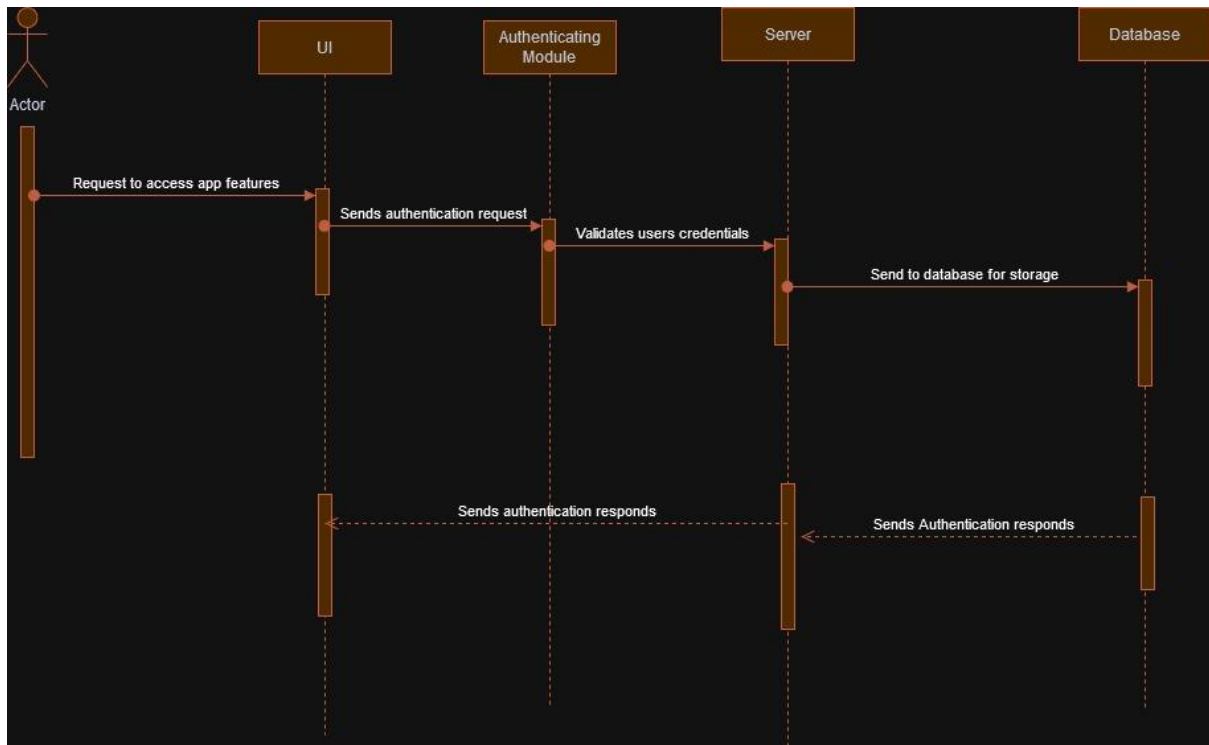 Actor
UI
Authenticating
Module
Server
Database
Request to access app features
Sends authentication request
Validates users credentials
Send to database for storage
Sends authentication responds
Sends Authentication responds